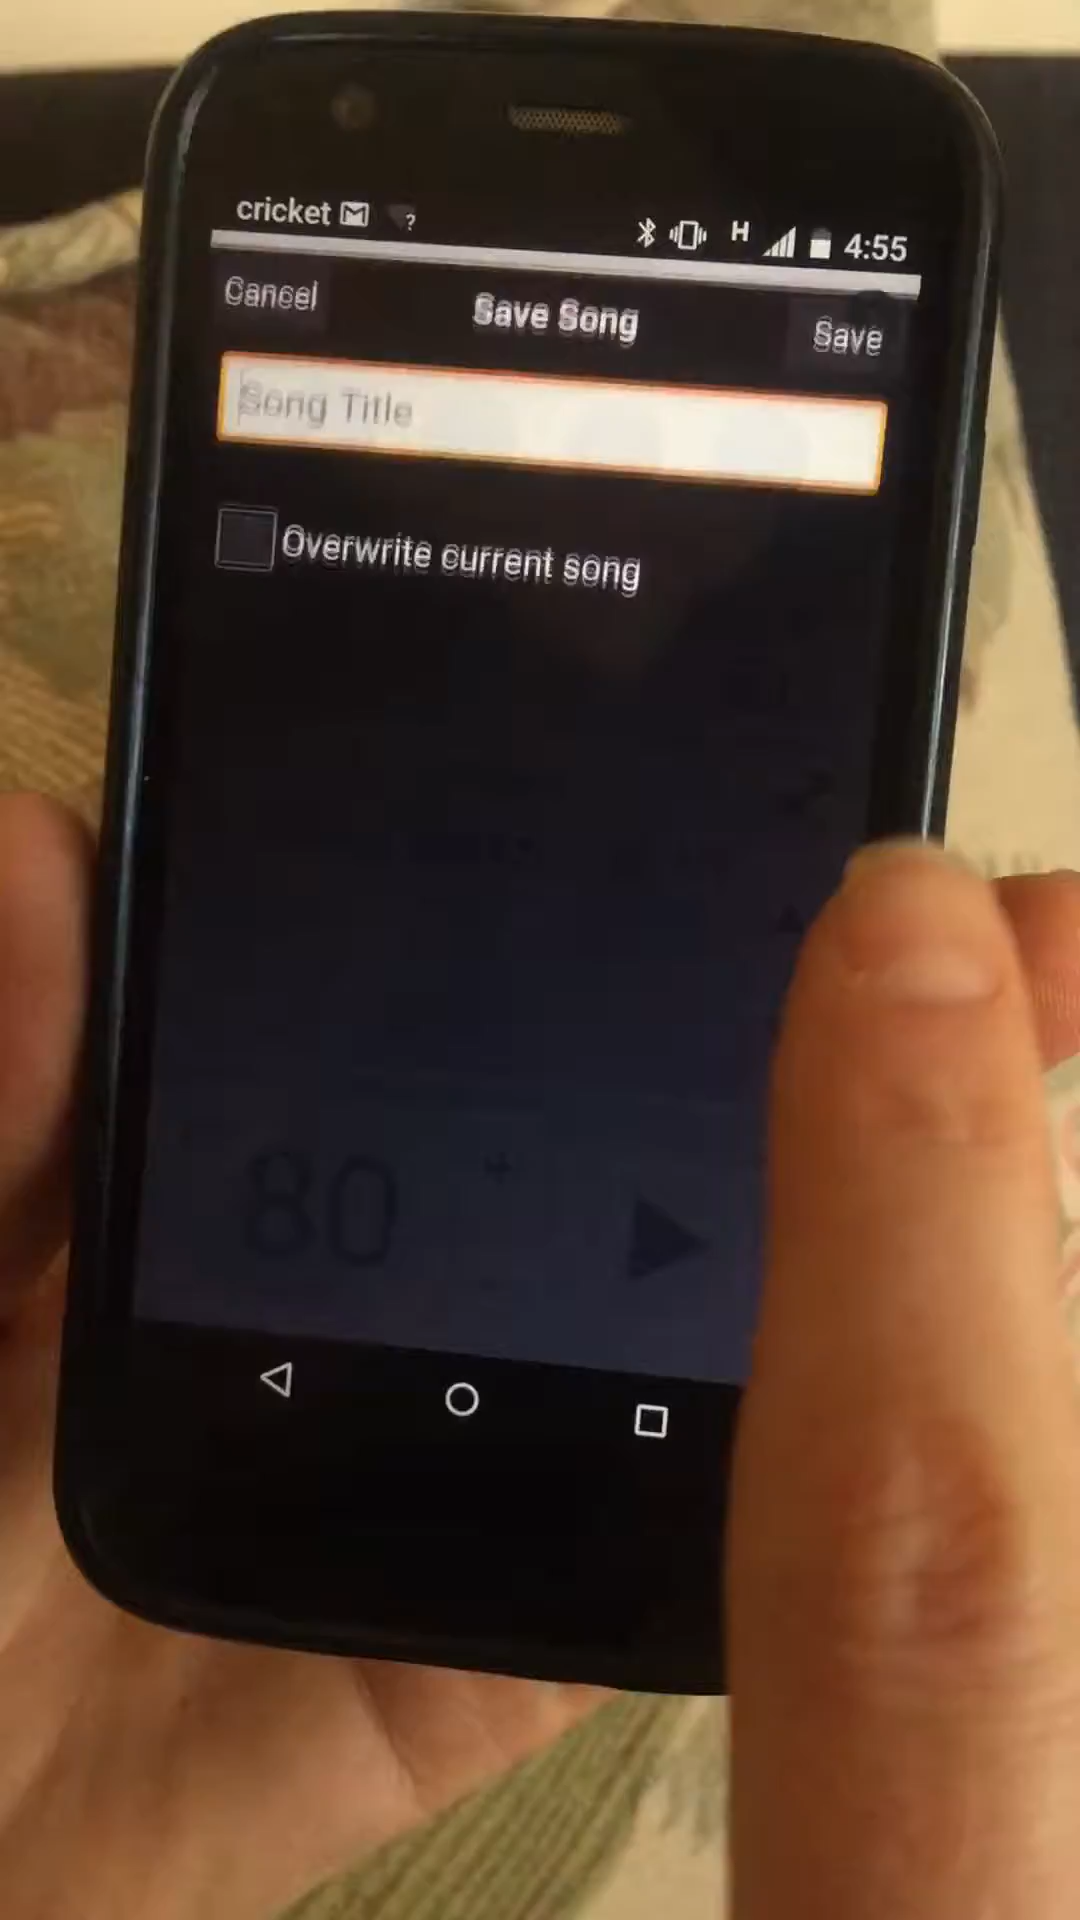 cricket ? H 4:55
Cancel Save Song Save
Song Title
Overwrite current song
80 +